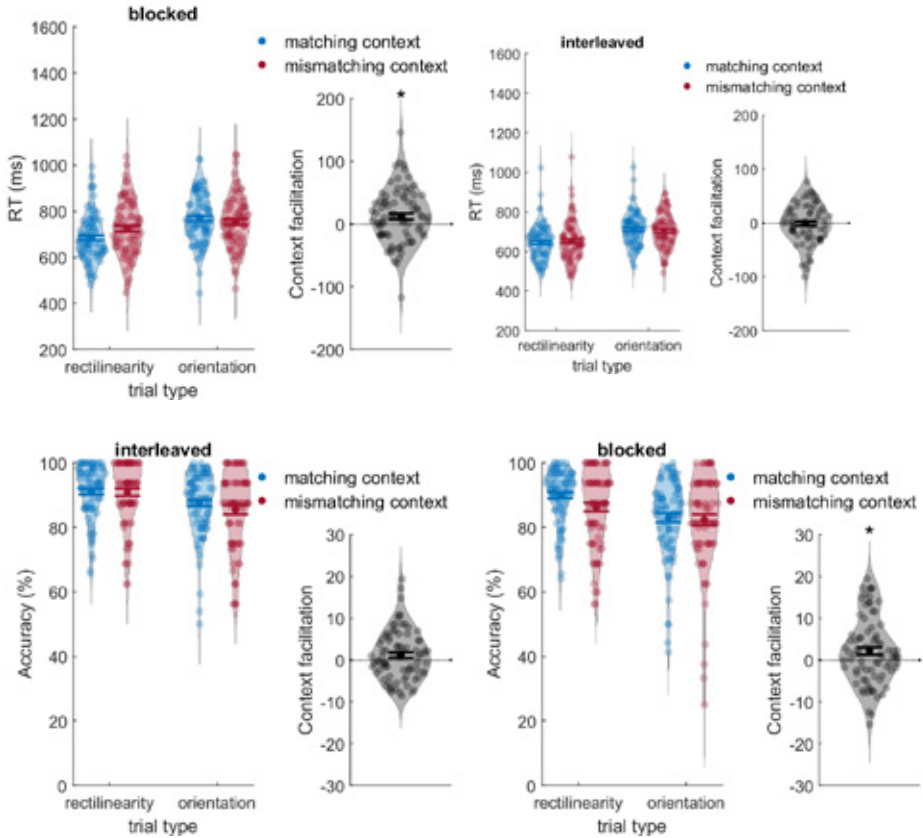 blocked
1600
1400
1200
1000
800
600
400
200
RT (ms)
rectilinearity orientation
trial type
matching context
mismatching context
200
100
0
-100
-200
Context facilitation
*
interleaved
1600
1400
1200
1000
800
600
400
200
RT (ms)
rectilinearity orientation
trial type
matching context
mismatching context
200
100
0
-100
-200
Context facilitation
interleaved
100
80
60
40
20
0
Accuracy (%)
rectilinearity orientation
trial type
matching context
mismatching context
30
20
10
0
-10
-20
-30
Context facilitation
blocked
100
80
60
40
20
0
Accuracy (%)
rectilinearity orientation
trial type
matching context
mismatching context
30
20
10
0
-10
-20
-30
Context facilitation
*